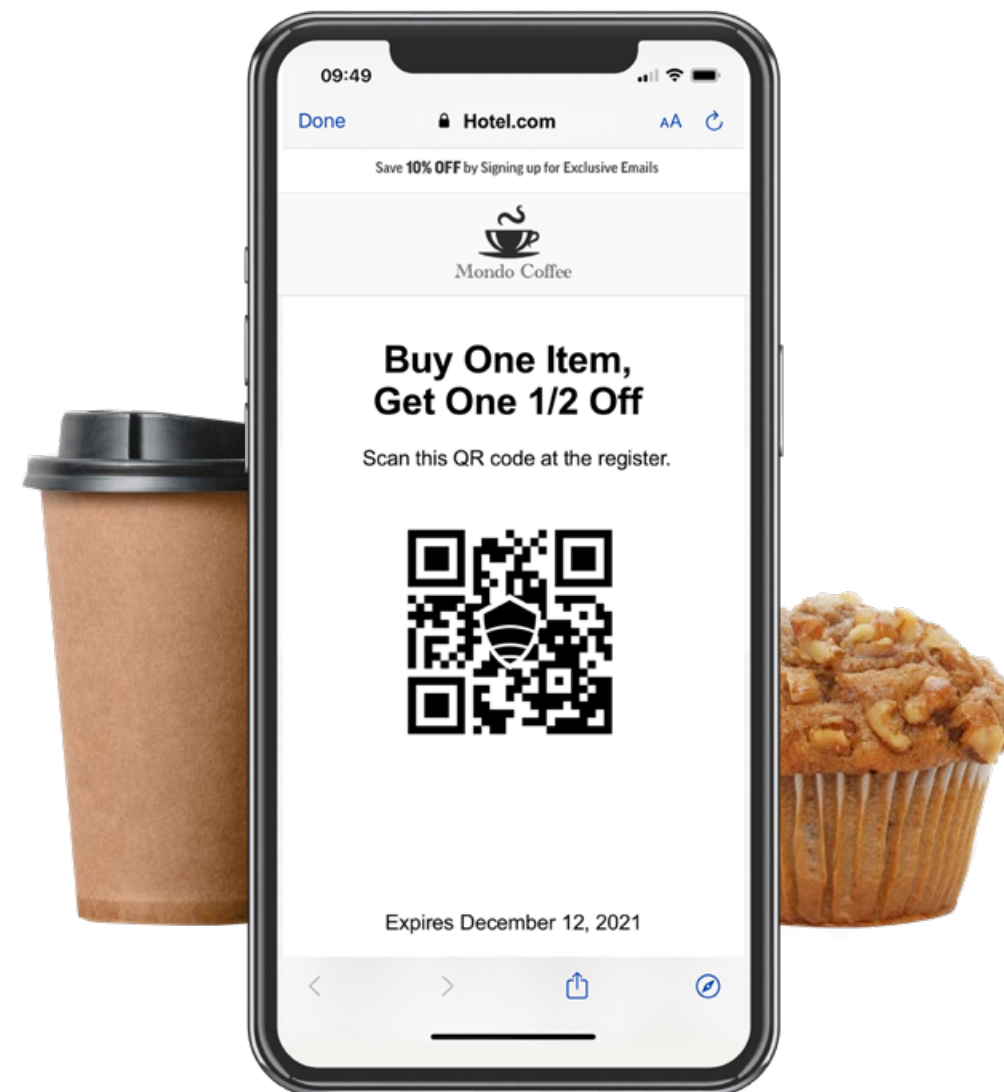 09:49
Done Hotel.com AA
Save 10% OFF by Signing up for Exclusive Emails
Mondo Coffee
Buy One Item,
Get One 1/2 Off
Scan this QR code at the register.
Expires December 12, 2021